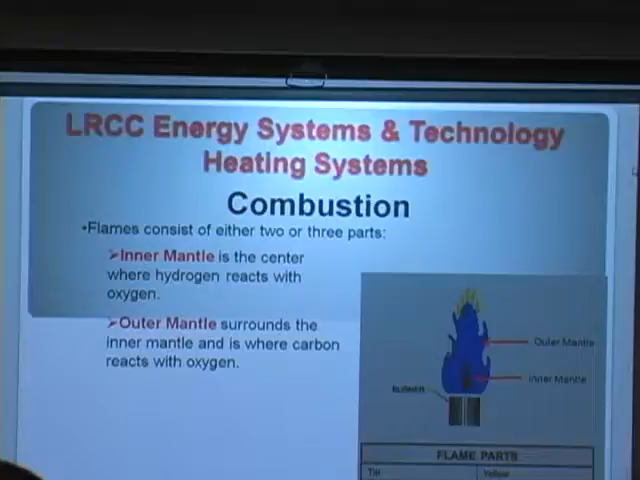 LRCC Energy Systems & Technology
Heating Systems
Combustion
•Flames consist of either two or three parts:
➢Inner Mantle is the center
where hydrogen reacts with
oxygen.
➢Outer Mantle surrounds the
inner mantle and is where carbon
reacts with oxygen.
Outer Mantle
Inner Mantle
BURNER
FLAME PARTS
Yellow